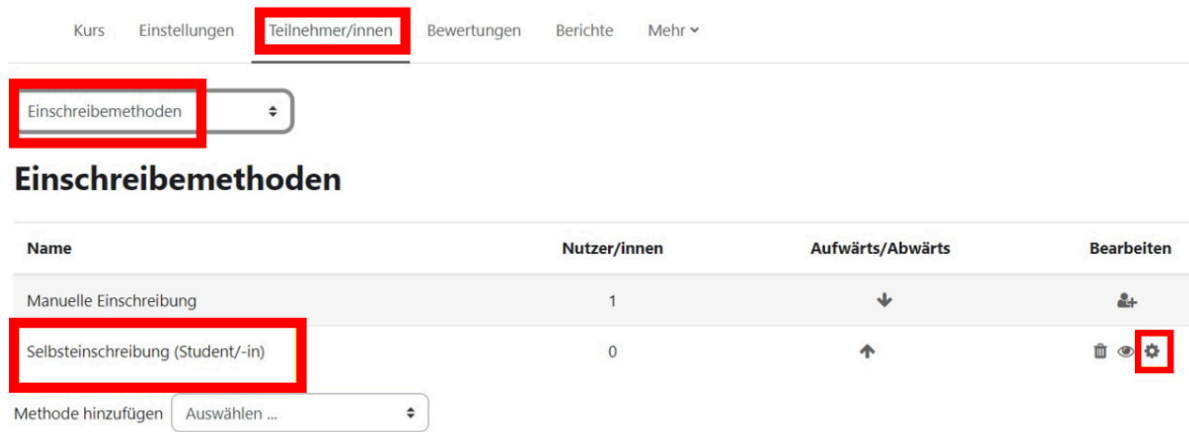 Kurs Einstellungen Teilnehmer/innen Bewertungen Berichte Mehr
Einschreibemethoden
Einschreibemethoden
Name Nutzer/innen Aufwärts/Abwärts Bearbeiten
Manuelle Einschreibung 1
Selbsteinschreibung (Student/-in) 0
Methode hinzufügen Auswählen ...